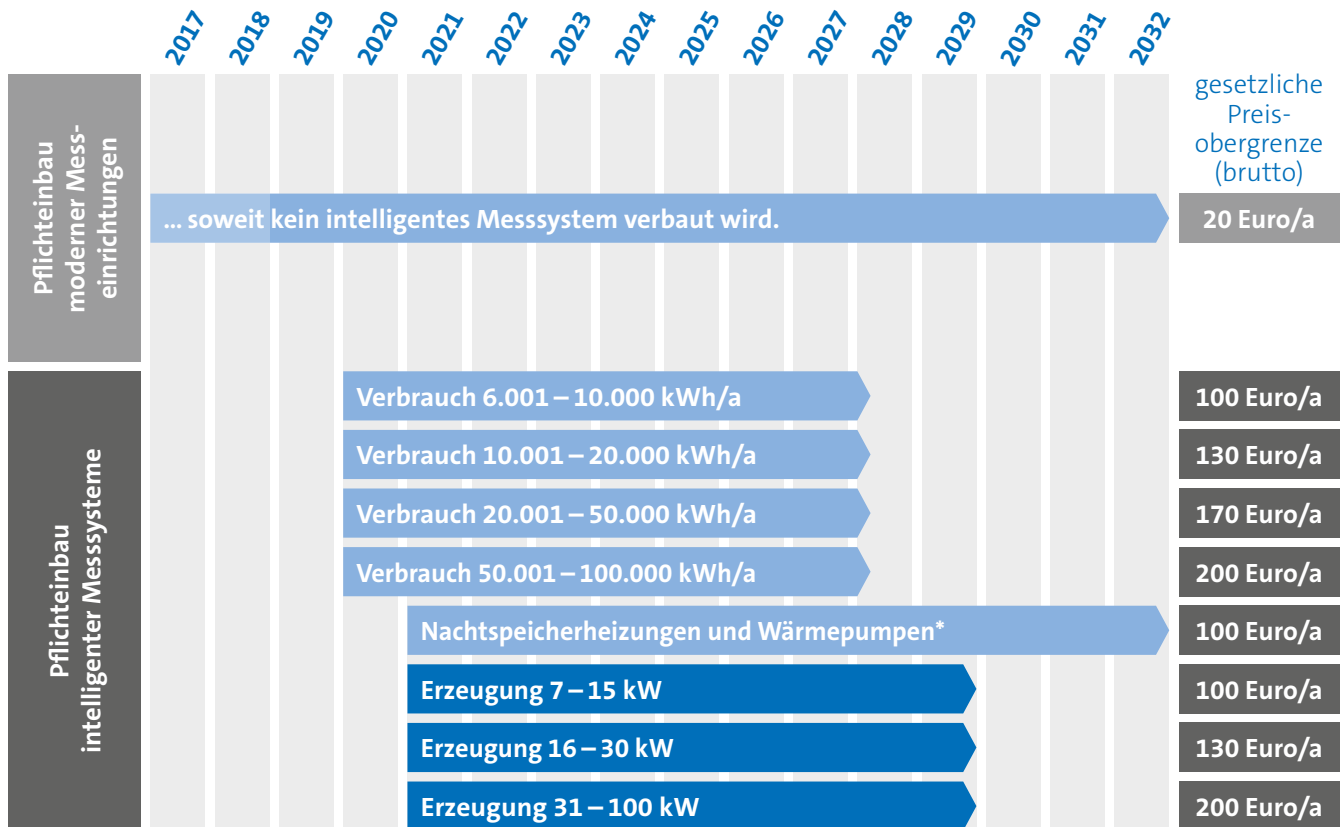 2017 2018 2019 2020 2021 2022 2023 2024 2025 2026 2027 2028 2029 2030 2031 2032
gesetzliche
Preis-
obergrenze
(brutto)
Pflichteinbau
moderner Mess-
einrichtungen
... soweit kein intelligentes Messsystem verbaut wird.
20 Euro/a
Pflichteinbau
intelligenter Messsysteme
Verbrauch 6.001 – 10.000 kWh/a
100 Euro/a
Verbrauch 10.001 – 20.000 kWh/a
130 Euro/a
Verbrauch 20.001 – 50.000 kWh/a
170 Euro/a
Verbrauch 50.001 – 100.000 kWh/a
200 Euro/a
Nachtspeicherheizungen und Wärmepumpen*
100 Euro/a
Erzeugung 7 – 15 kW
100 Euro/a
Erzeugung 16 – 30 kW
130 Euro/a
Erzeugung 31 – 100 kW
200 Euro/a